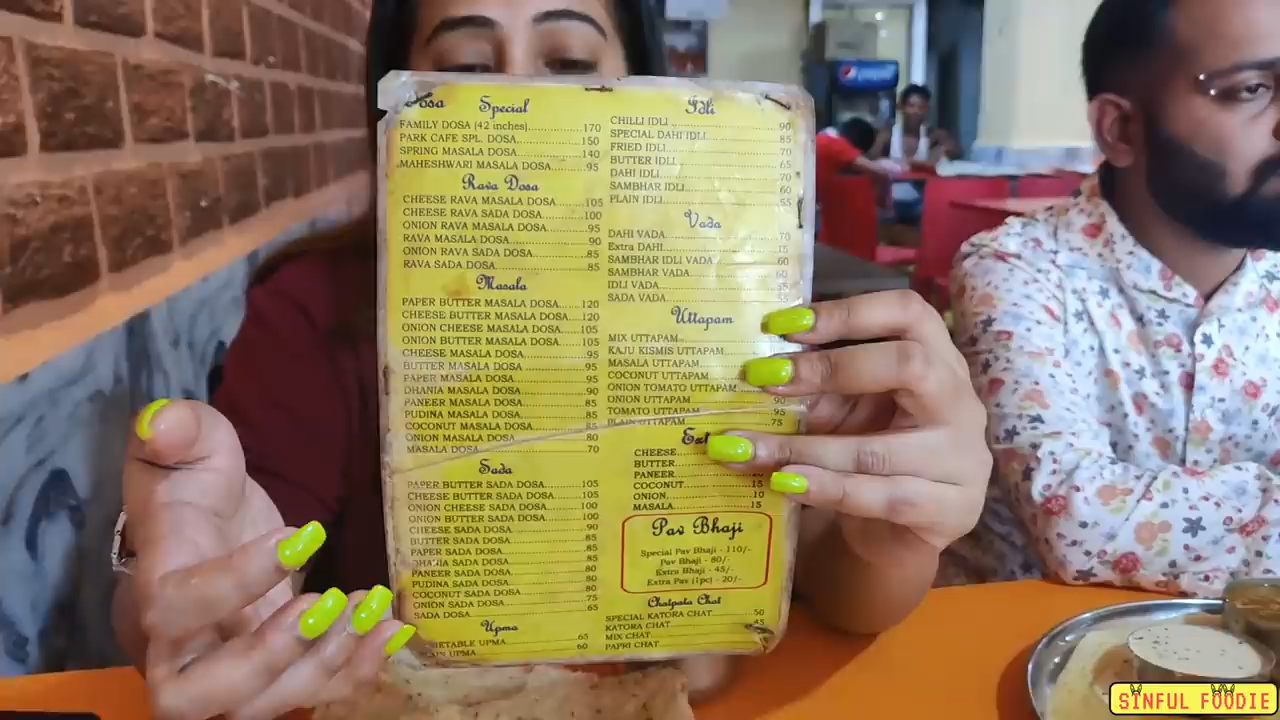 Dosa Special
FAMILY DOSA (42 inches)............170
PARK CAFE SPL. DOSA............150
SPRING MASALA DOSA............140
MAHESHWARI MASALA DOSA.........95
Rava Dosa
CHEESE RAVA MASALA DOSA........105
CHEESE RAVA SADA DOSA........100
ONION RAVA MASALA DOSA........95
RAVA MASALA DOSA........90
ONION RAVA SADA DOSA........85
RAVA SADA DOSA........85
Masala
PAPER BUTTER MASALA DOSA........120
CHEESE BUTTER MASALA DOSA........120
ONION CHEESE MASALA DOSA........105
ONION BUTTER MASALA DOSA........105
CHEESE MASALA DOSA........95
BUTTER MASALA DOSA........95
PAPER MASALA DOSA........95
DHANIA MASALA DOSA........90
PANEER MASALA DOSA........85
PUDINA MASALA DOSA........85
COCONUT MASALA DOSA........85
ONION MASALA DOSA........80
MASALA DOSA........70
Sada
PAPER BUTTER SADA DOSA........105
CHEESE BUTTER SADA DOSA........105
ONION CHEESE SADA DOSA........100
ONION BUTTER SADA DOSA........100
CHEESE SADA DOSA........90
BUTTER SADA DOSA........85
PAPER SADA DOSA........85
DHANIA SADA DOSA........85
PANEER SADA DOSA........80
PUDINA SADA DOSA........80
COCONUT SADA DOSA........80
ONION SADA DOSA........75
SADA DOSA........65
Upma
UPMA........65
UPMA........60
Idli
CHILLI IDLI........90
SPECIAL DAHI IDLI........85
FRIED IDLI........70
BUTTER IDLI........65
DAHI IDLI........70
SAMBHAR IDLI........60
PLAIN IDLI........55
Vada
DAHI VADA........70
Extra DAHI........15
SAMBHAR IDLI VADA........60
SAMBHAR VADA........60
IDLI VADA
SADA VADA
Uttapam
MIX UTTAPAM
KAJU KISMIS UTTAPAM
MASALA UTTAPAM
COCONUT UTTAPAM
ONION TOMATO UTTAPAM
ONION UTTAPAM........90
TOMATO UTTAPAM........95
PLAIN UTTAPAM........75
CHEESE
BUTTER
PANEER
COCONUT........15
ONION........10
MASALA........15
Pav Bhaji
Special Pav Bhaji - 110/-
Pav Bhaji - 80/-
Extra Bhaji - 45/-
Extra Pav (1pc) - 20/-
Chatpata Chat
SPECIAL KATORA CHAT........50
KATORA CHAT........45
MIX CHAT
PAPRI CHAT
pepsi
SINFUL FOODIE